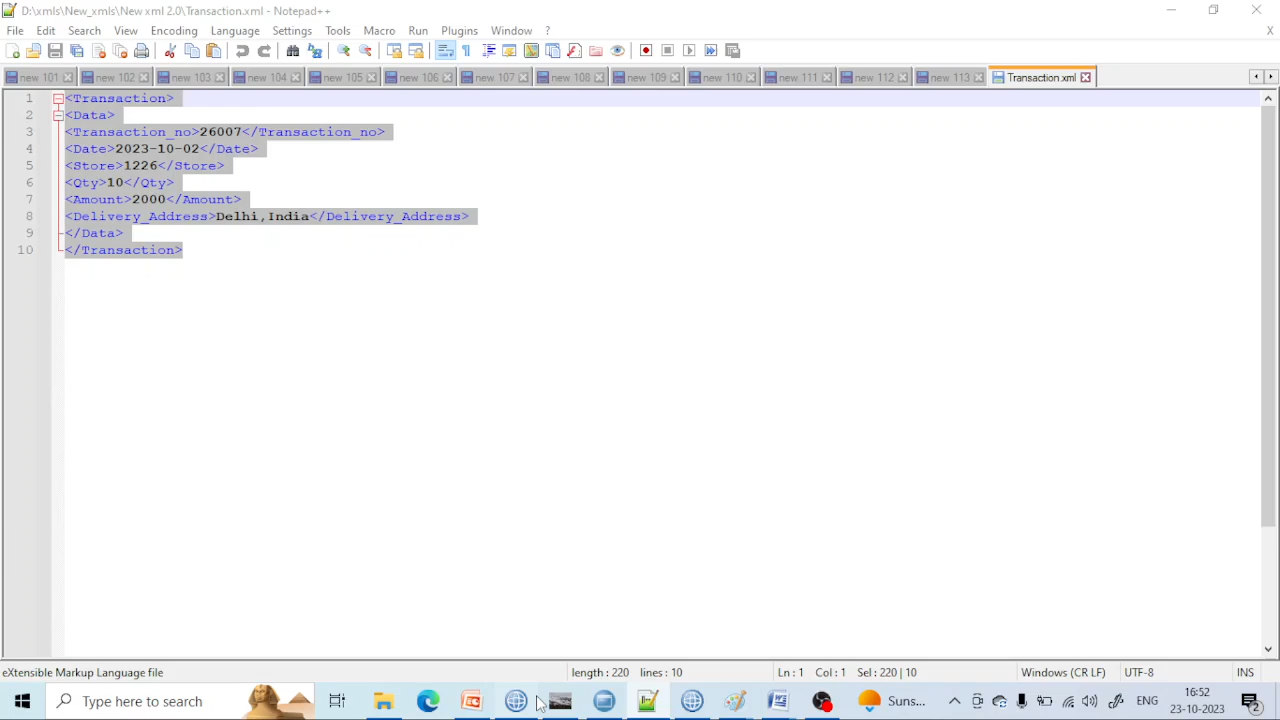 D:\xmls\New_xmls\New xml 2.0\Transaction.xml - Notepad++
File Edit Search View Encoding Language Settings Tools Macro Run Plugins Window ? X
new 101 new 102 new 103 new 104 new 105 new 106 new 107 new 108 new 109 new 110 new 111 new 112 new 113 Transaction.xml
1 <Transaction>
2 <Data>
3 <Transaction_no>26007</Transaction_no>
4 <Date>2023-10-02</Date>
5 <Store>1226</Store>
6 <Qty>10</Qty>
7 <Amount>2000</Amount>
8 <Delivery_Address>Delhi,India</Delivery_Address>
9 </Data>
10 </Transaction>
eXtensible Markup Language file length : 220 lines : 10 Ln : 1 Col : 1 Sel : 220 | 10 Windows (CR LF) UTF-8 INS
Type here to search Suns... ENG 16:52
23-10-2023 2